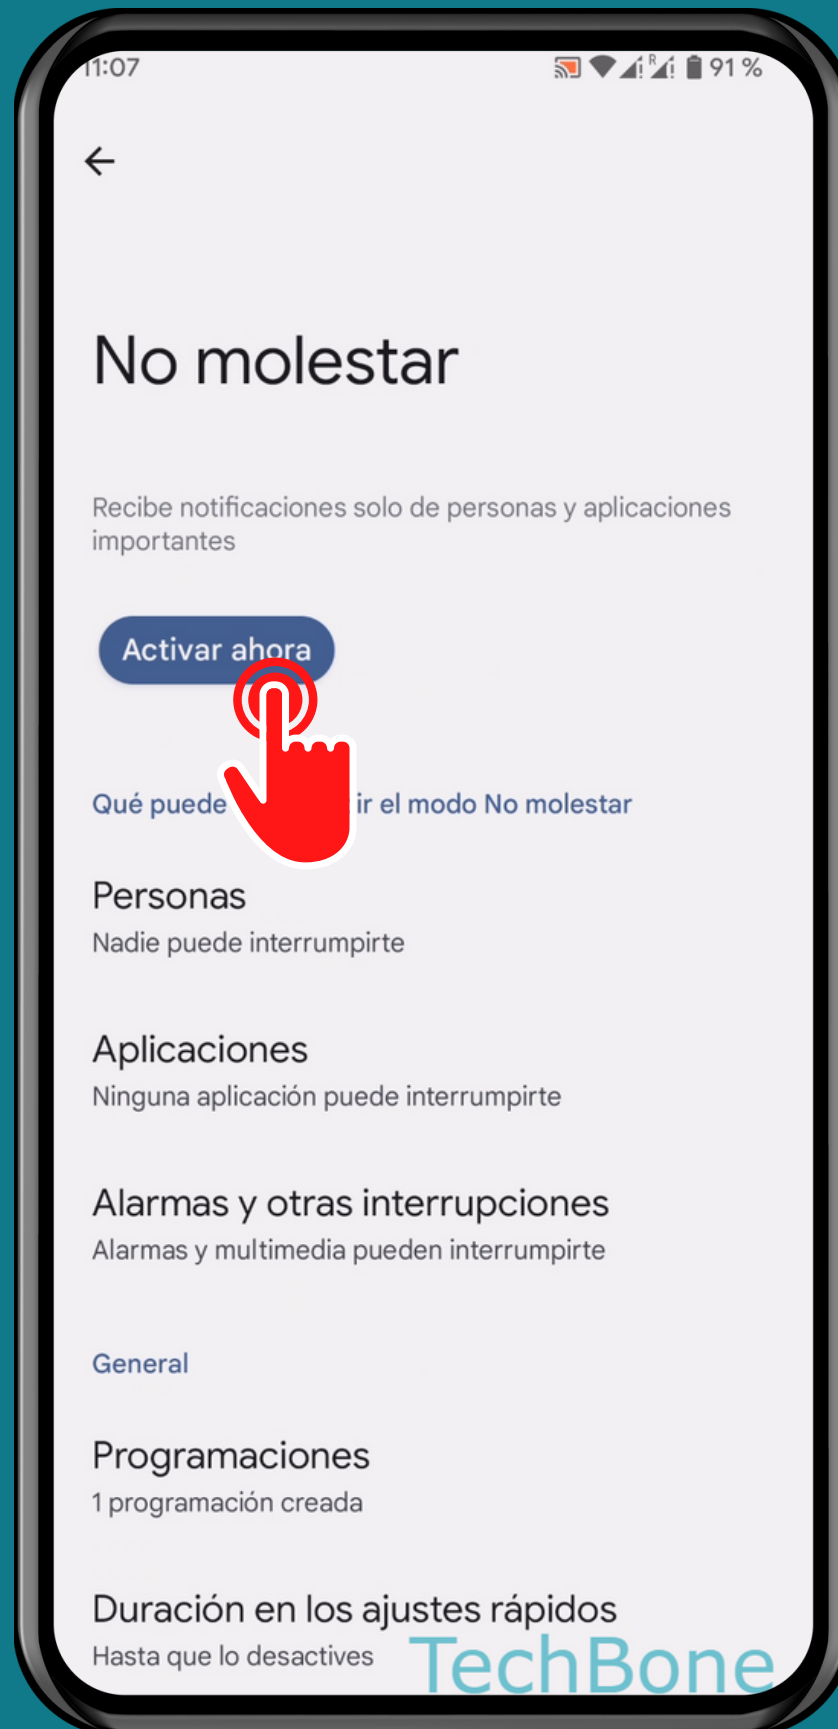 11:07
R
91 %
No molestar
Recibe notificaciones solo de personas y aplicaciones
importantes
Activar ahora
Qué puede ir el modo No molestar
Personas
Nadie puede interrumpirte
Aplicaciones
Ninguna aplicación puede interrumpirte
Alarmas y otras interrupciones
Alarmas y multimedia pueden interrumpirte
General
Programaciones
1 programación creada
Duración en los ajustes rápidos
Hasta que lo desactives
TechBone